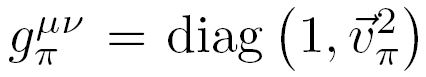 $g_{\pi}^{\mu\nu} = \mathrm{diag}\left(1, \vec{v}_{\pi}^{2}\right)$